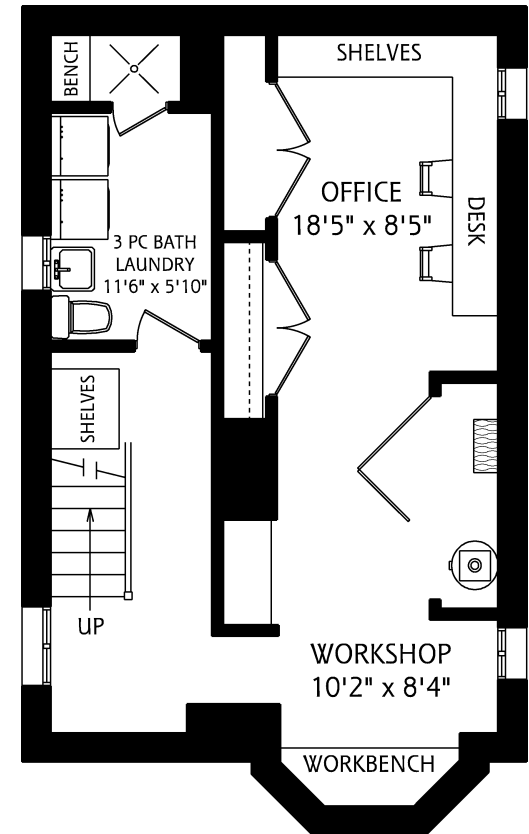 BENCH
SHELVES
OFFICE
18'5" x 8'5"
DESK
3 PC BATH
LAUNDRY
11'6" x 5'10"
SHELVES
UP
WORKSHOP
10'2" x 8'4"
WORKBENCH